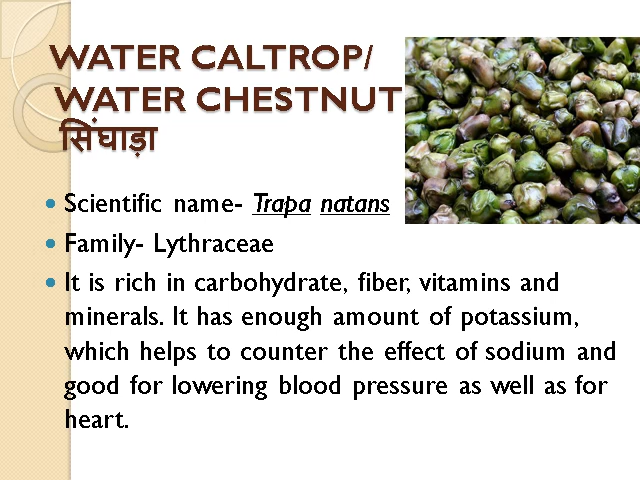 WATER CALTROP/
WATER CHESTNUT
सिंघाड़ा
Scientific name- Trapa natans
Family- Lythraceae
It is rich in carbohydrate, fiber, vitamins and
minerals. It has enough amount of potassium,
which helps to counter the effect of sodium and
good for lowering blood pressure as well as for
heart.